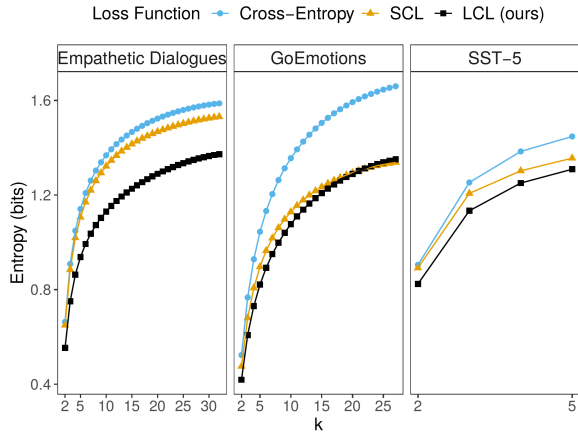 Loss Function Cross−Entropy SCL LCL (ours)
Empathetic Dialogues GoEmotions SST−5
Entropy (bits)
1.6
1.2
0.8
0.4
2 5 10 15 20 25 30 2 5 10 15 20 25 2 5
k